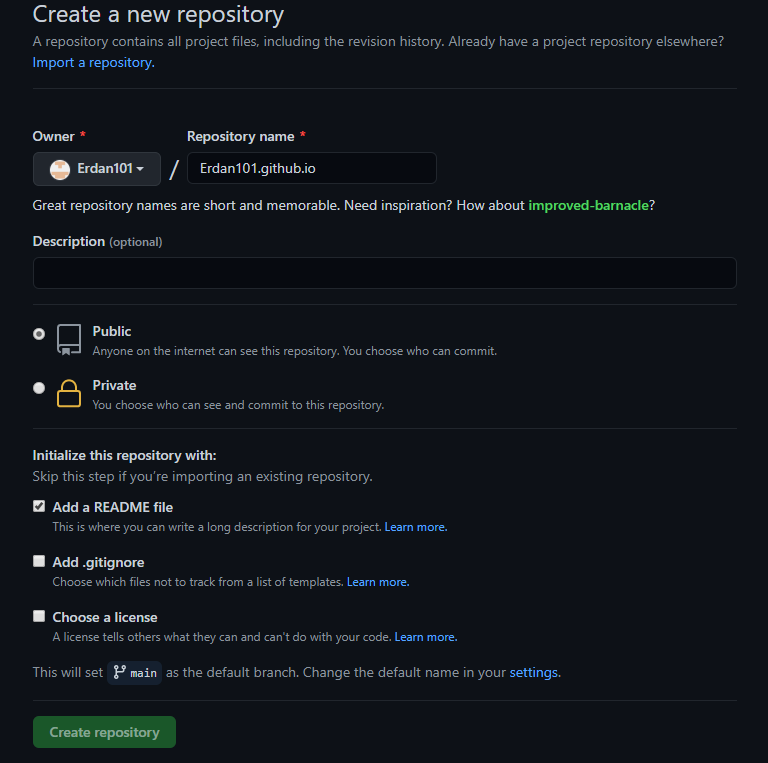 Create a new repository
A repository contains all project files, including the revision history. Already have a project repository elsewhere?
Import a repository.
Owner * Repository name *
Erdan101 / Erdan101.github.io
Great repository names are short and memorable. Need inspiration? How about improved-barnacle?
Description (optional)
Public
Anyone on the internet can see this repository. You choose who can commit.
Private
You choose who can see and commit to this repository.
Initialize this repository with:
Skip this step if you're importing an existing repository.
Add a README file
This is where you can write a long description for your project. Learn more.
Add .gitignore
Choose which files not to track from a list of templates. Learn more.
Choose a license
A license tells others what they can and can't do with your code. Learn more.
This will set main as the default branch. Change the default name in your settings.
Create repository